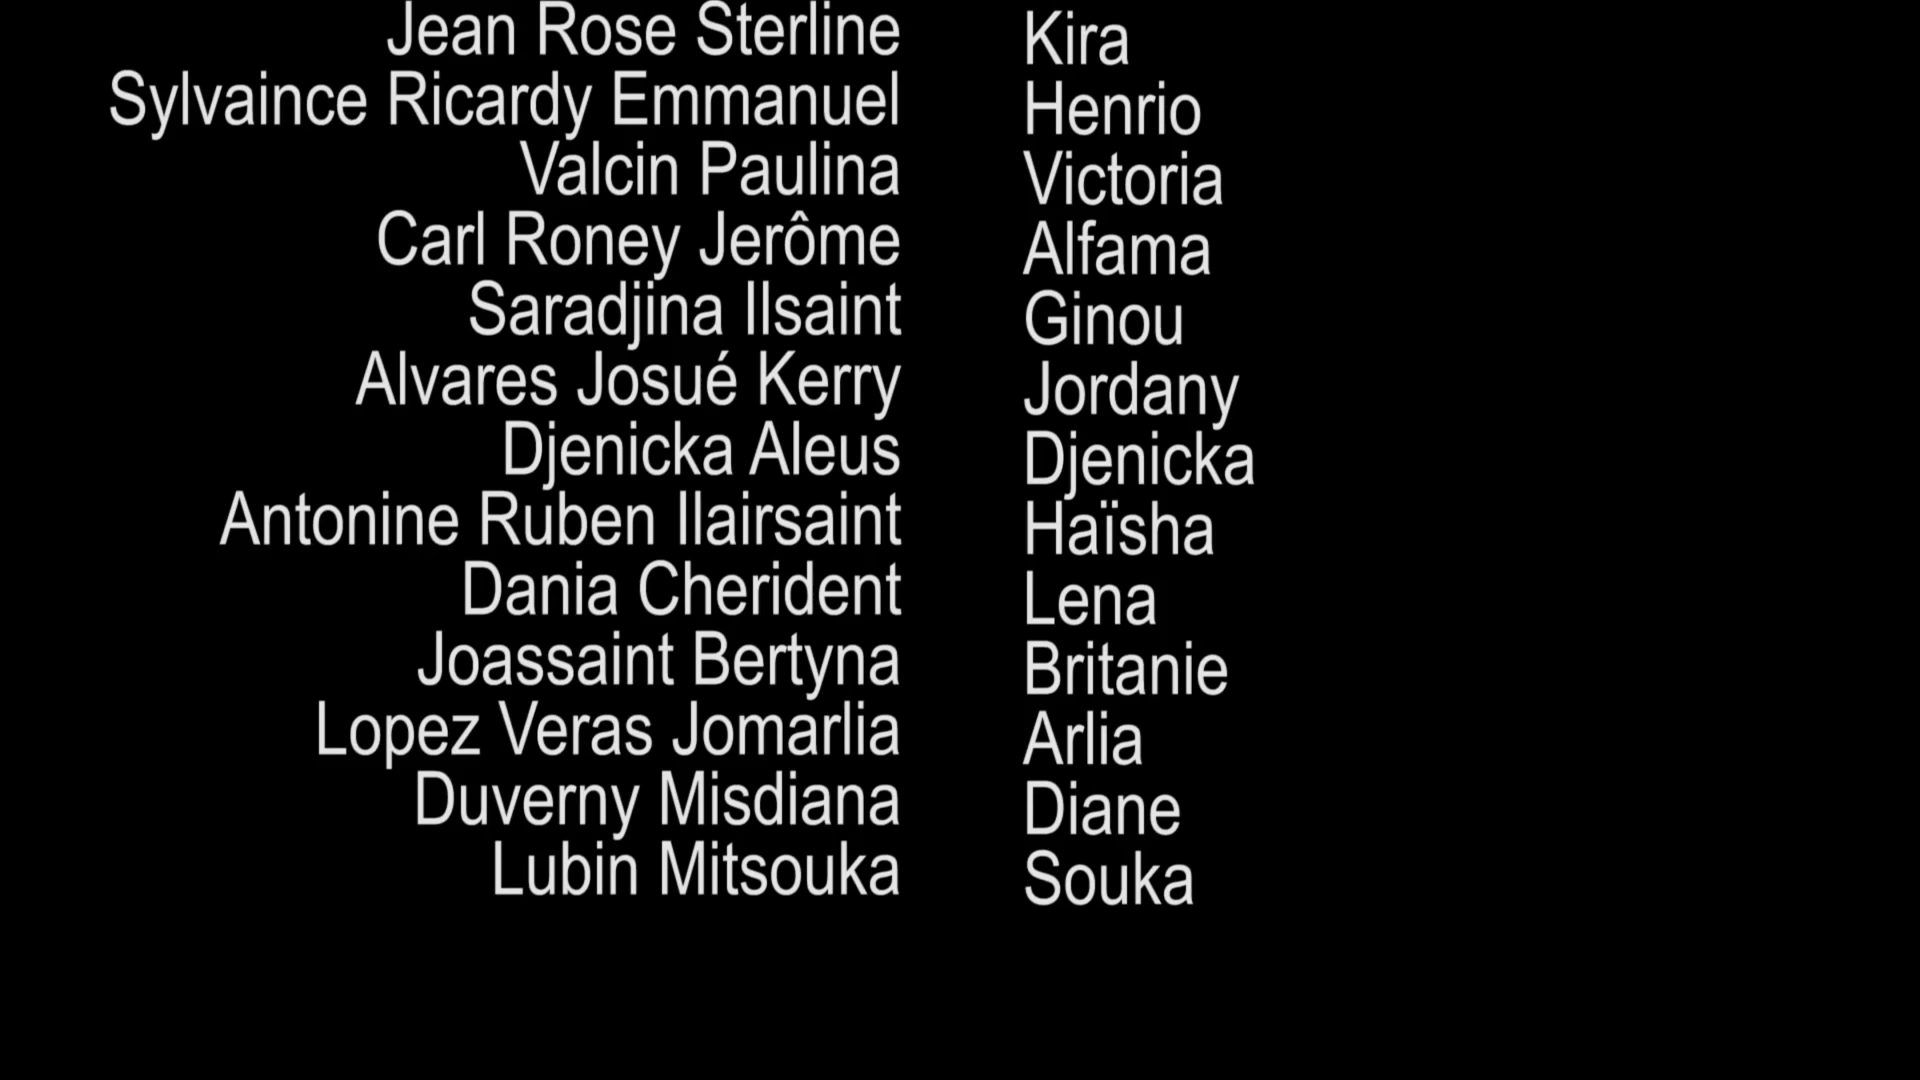 Jean Rose Sterline Kira
Sylvaince Ricardy Emmanuel Henrio
Valcin Paulina Victoria
Carl Roney Jerôme Alfama
Saradjina Ilsaint Ginou
Alvares Josué Kerry Jordany
Djenicka Aleus Djenicka
Antonine Ruben Ilairsaint Haïsha
Dania Cherident Lena
Joassaint Bertyna Britanie
Lopez Veras Jomarlia Arlia
Duverny Misdiana Diane
Lubin Mitsouka Souka